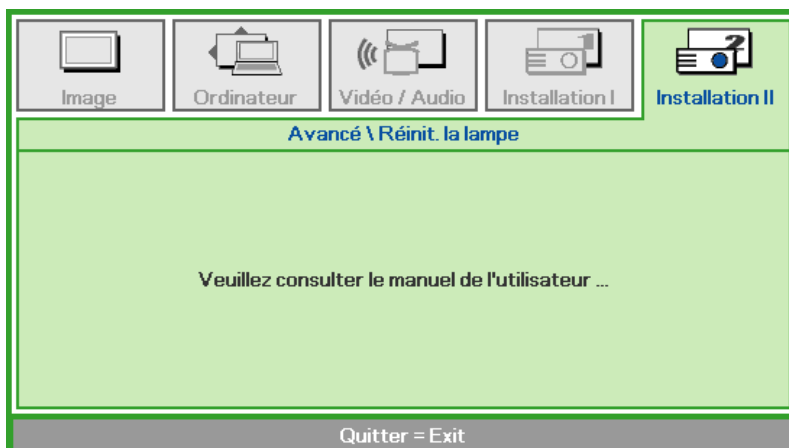 Image
Ordinateur
Vidéo / Audio
Installation I
Installation II
Avancé \ Réinit. la lampe
Veuillez consulter le manuel de l'utilisateur ...
Quitter = Exit